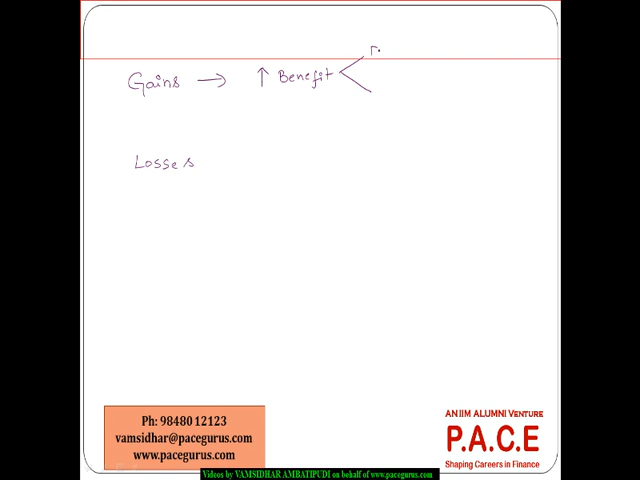 Gains → ↑ Benefit
Losses
Ph: 98480 12123
vamsidhar@pacegurus.com
www.pacegurus.com
AN IIM ALUMNI VENTURE
P.A.C.E
Shaping Careers in Finance
Videos by VAMSIDHAR AMBATIPUDI on behalf of www.pacegurus.com